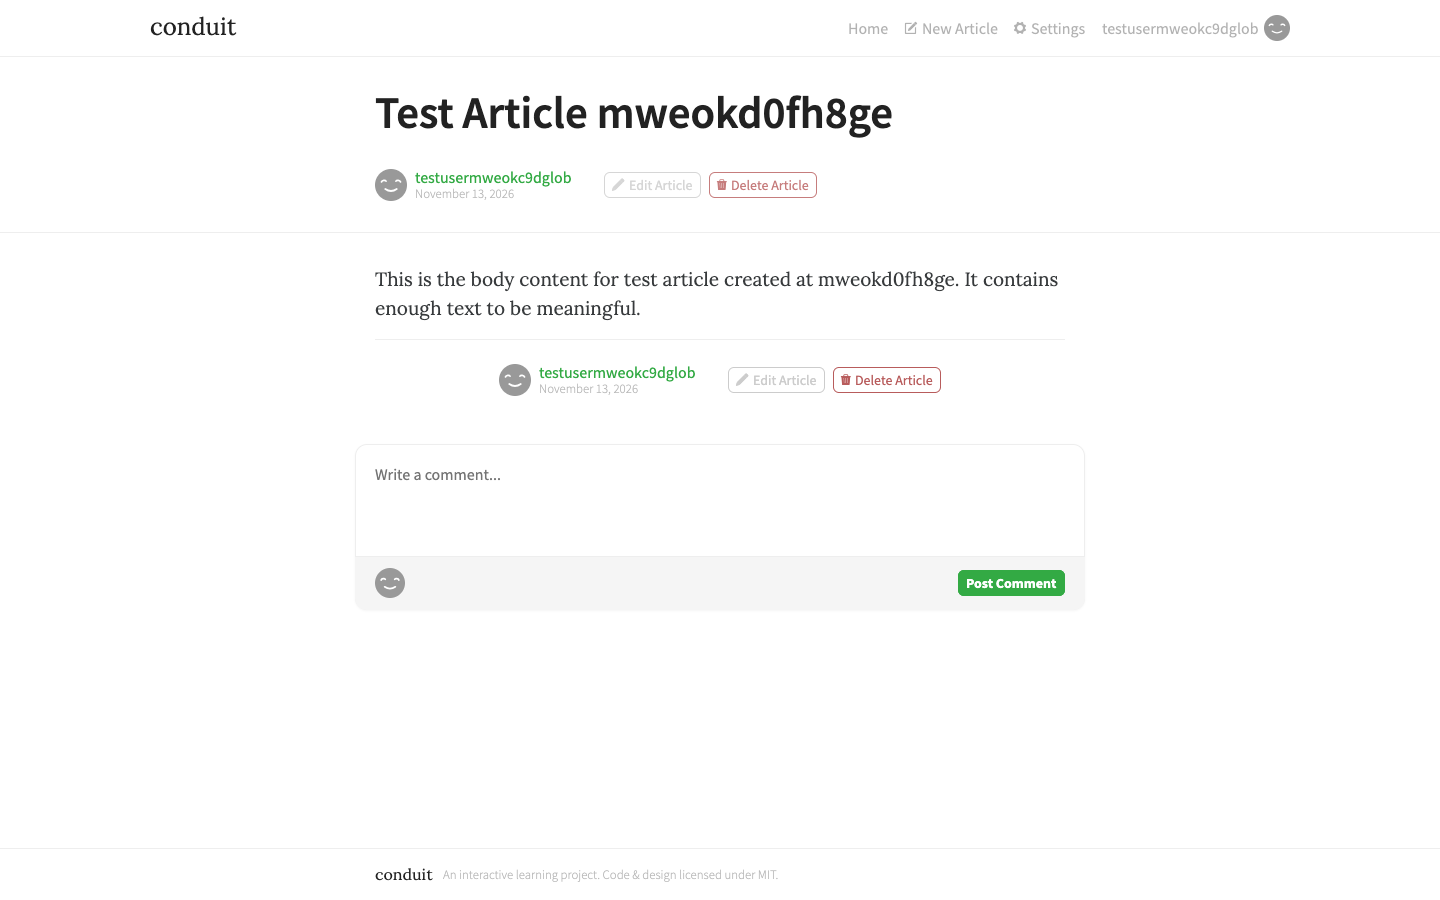 conduit
Home New Article Settings testusermweokc9dglob
Test Article mweokd0fh8ge
testusermweokc9dglob
November 13, 2026
Edit Article Delete Article
This is the body content for test article created at mweokd0fh8ge. It contains
enough text to be meaningful.
testusermweokc9dglob
November 13, 2026
Edit Article Delete Article
Write a comment...
Post Comment
conduit An interactive learning project. Code & design licensed under MIT.